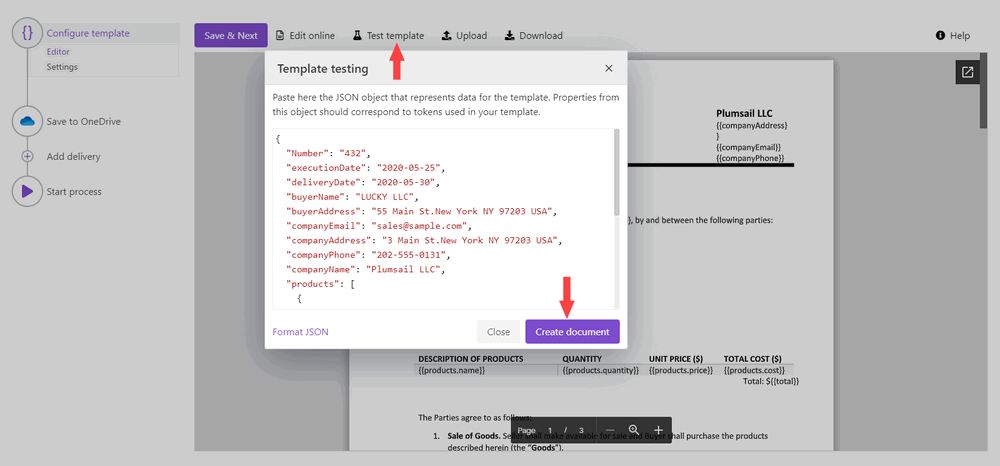 Configure template
Editor
Settings
Save to OneDrive
Add delivery
Start process
Save & Next
Edit online
Test template
Upload
Download
Help
Template testing
Paste here the JSON object that represents data for the template. Properties from
this object should correspond to tokens used in your template.
{
"Number": "432",
"executionDate": "2020-05-25",
"deliveryDate": "2020-05-30",
"buyerName": "LUCKY LLC",
"buyerAddress": "55 Main St.New York NY 97203 USA",
"companyEmail": "sales@sample.com",
"companyAddress": "3 Main St.New York NY 97203 USA",
"companyPhone": "202-555-0131",
"companyName": "Plumsail LLC",
"products": [
{
Format JSON
Close
Create document
Plumsail LLC
{{companyAddress}
}
{{companyEmail}}
{{companyPhone}}
, by and between the following parties:
DESCRIPTION OF PRODUCTS QUANTITY UNIT PRICE ($) TOTAL COST ($)
{{products.name}} {{products.quantity}} {{products.price}} {{products.cost}}
Total: ${{total}}
The Parties agree to as follows:
1. Sale of Goods. Seller shall make available for sale and Buyer shall purchase the products
described herein (the "Goods").
Page 1 / 3